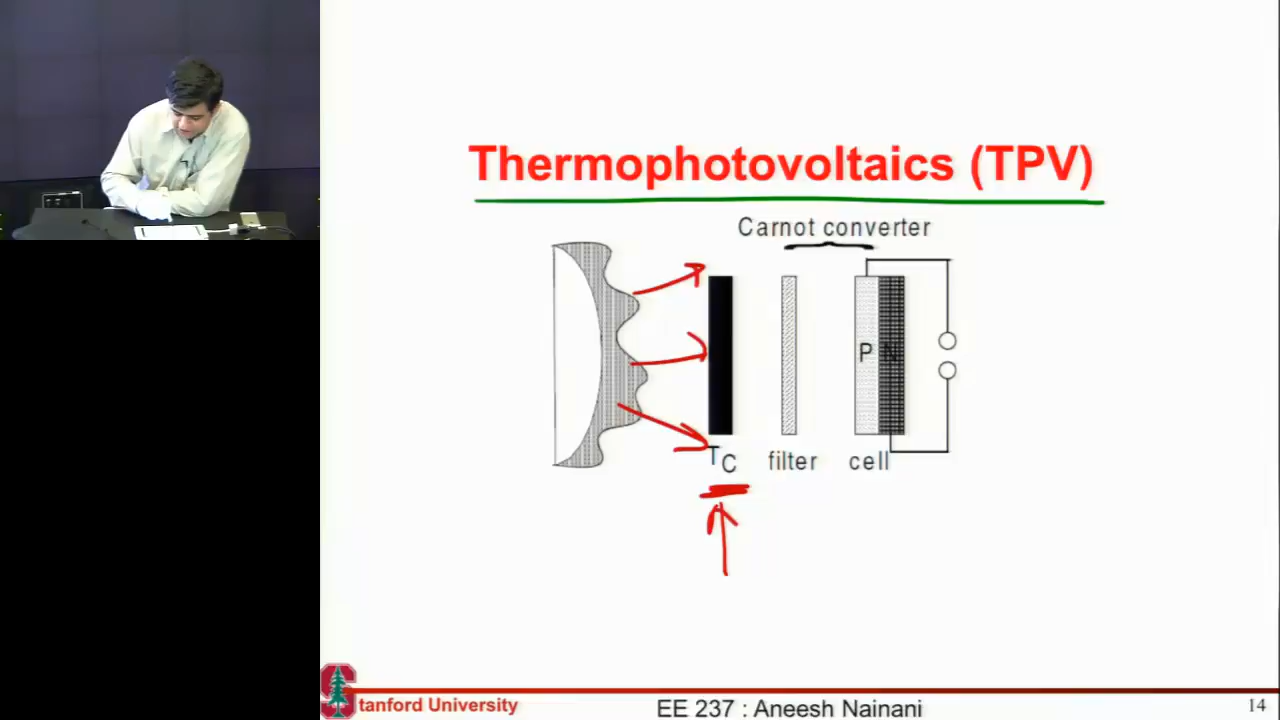 Thermophotovoltaics (TPV)
Carnot converter
P N
TC filter cell
Stanford University
EE 237 : Aneesh Nainani
14